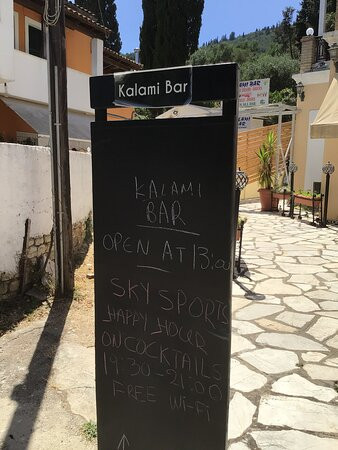 Kalami Bar
KALAMI
BAR
OPEN AT 13:00
SKY SPORTS
HAPPY HOUR
ON COCKTAILS
19:30-21:00
FREE Wi-Fi